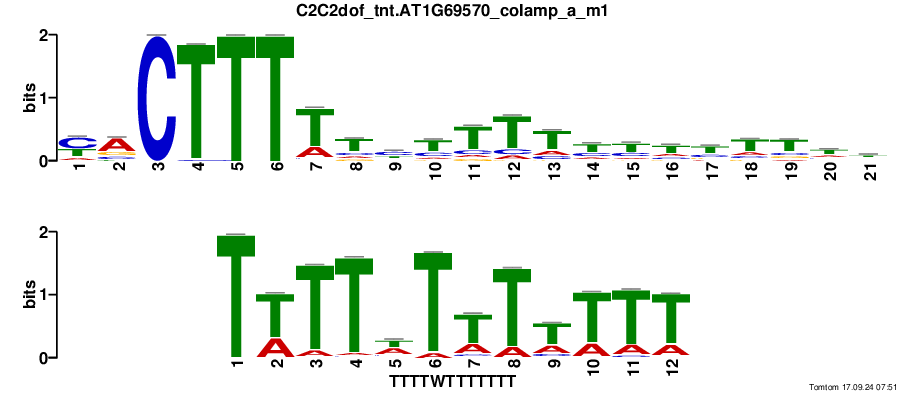 C2C2dof_tnt.AT1G69570_colamp_a_m1
2
1
0
bits
1 2 3 4 5 6 7 8 9 10 11 12 13 14 15 16 17 18 19 20 21
2
1
0
bits
1 2 3 4 5 6 7 8 9 10 11 12
TTTTWTTTTTTT
Tomtom 17.09.24 07:51